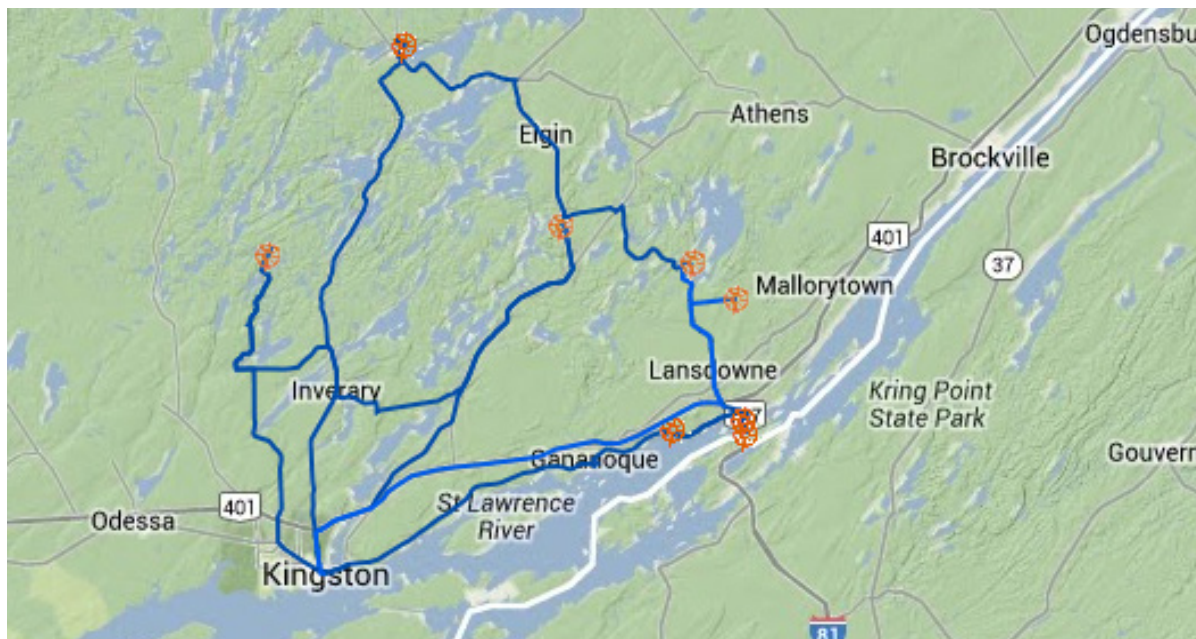 Ogdensbu
Athens
Elgin
Brockville
401
37
Mallorytown
Lansdowne
Inverary
Kring Point
State Park
Gananoque
Gouvern
401
Odessa
St Lawrence
River
Kingston
81